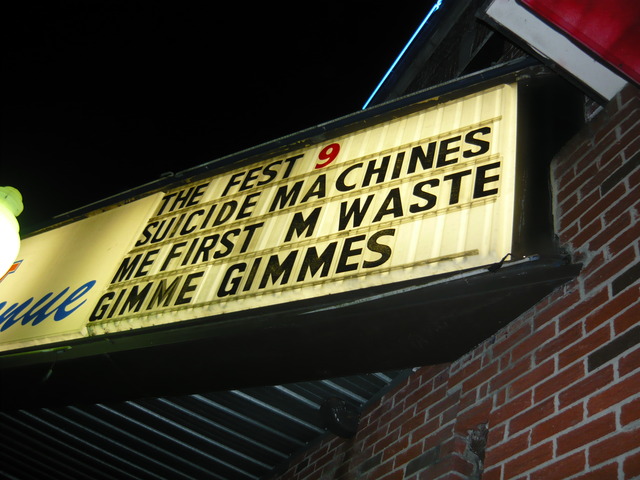 THE FEST 9
SUICIDE MACHINES
ME FIRST M WASTE
GIMME GIMMES